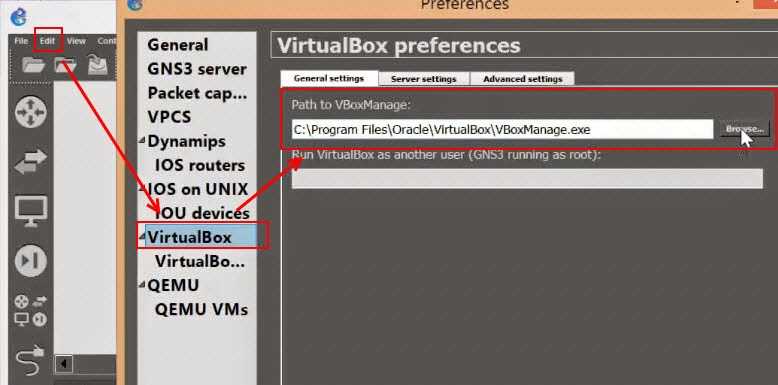 Preferences
File Edit View Cont
General
GNS3 server
Packet cap...
VPCS
Dynamips
IOS routers
IOS on UNIX
IOU devices
VirtualBox
VirtualBo...
QEMU
QEMU VMs
VirtualBox preferences
General settings Server settings Advanced settings
Path to VBoxManage:
C:\Program Files\Oracle\VirtualBox\VBoxManage.exe
Browse...
Run VirtualBox as another user (GNS3 running as root):